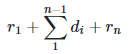 r_1 + \sum_{1}^{n-1} d_i + r_n